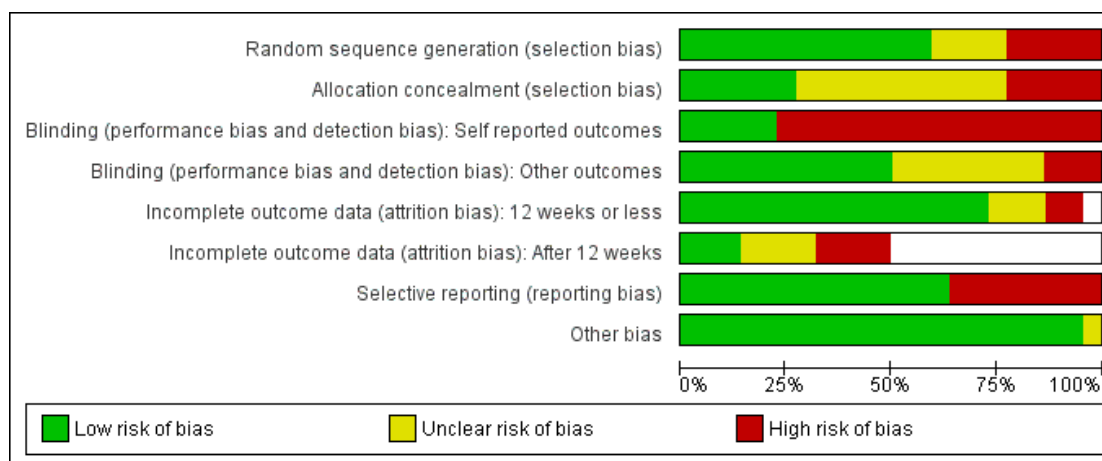 Random sequence generation (selection bias)
Allocation concealment (selection bias)
Blinding (performance bias and detection bias): Self reported outcomes
Blinding (performance bias and detection bias): Other outcomes
Incomplete outcome data (attrition bias): 12 weeks or less
Incomplete outcome data (attrition bias): After 12 weeks
Selective reporting (reporting bias)
Other bias
0% 25% 50% 75% 100%
Low risk of bias Unclear risk of bias High risk of bias